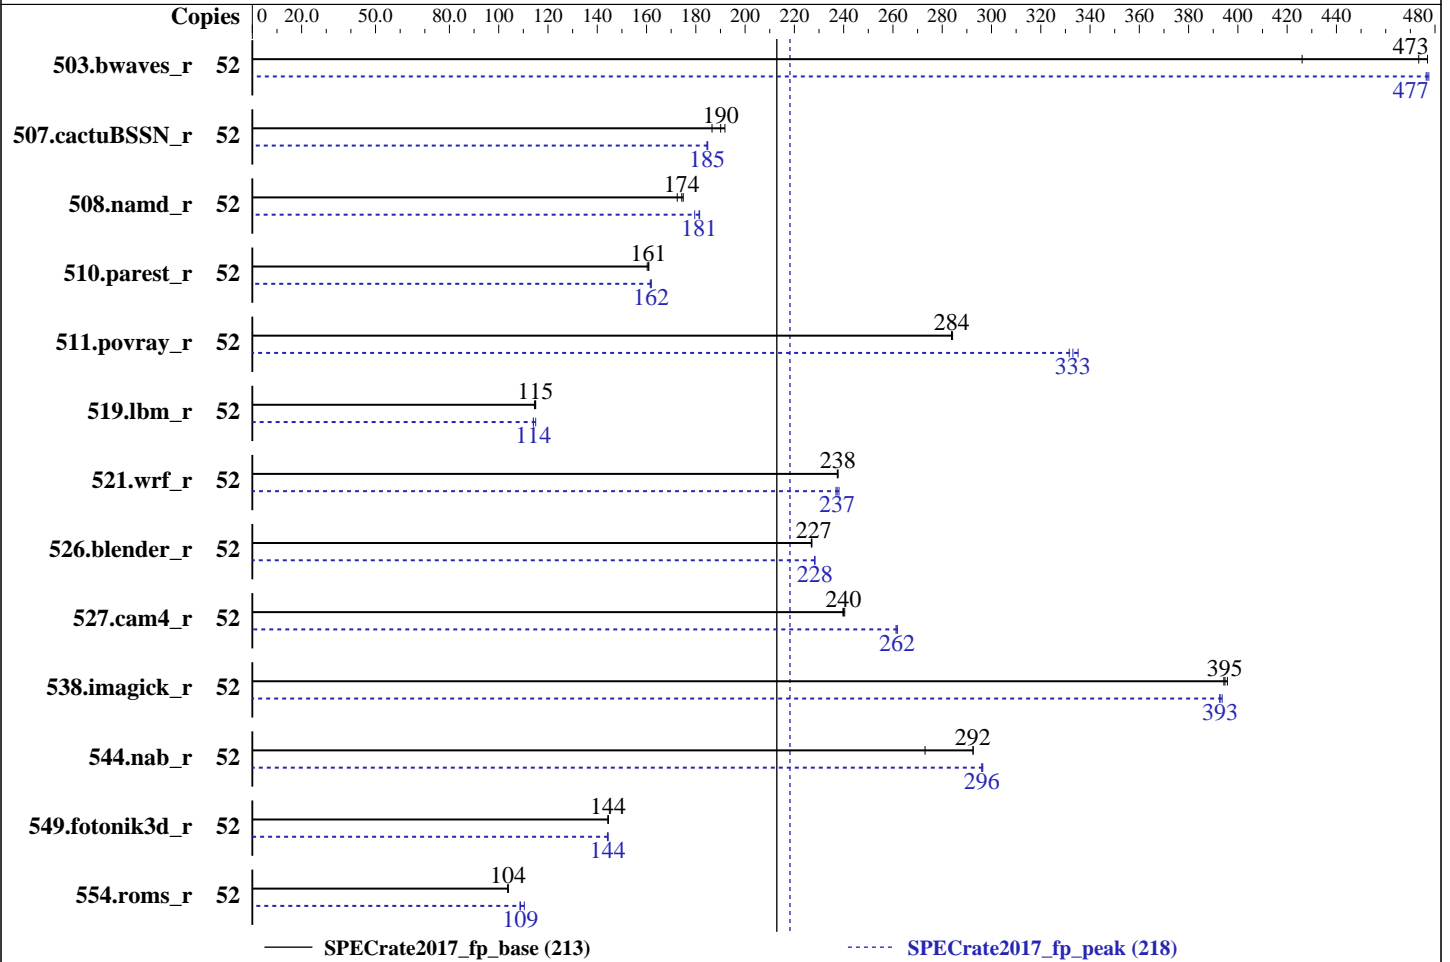 Copies 0 20.0 50.0 80.0 100 120 140 160 180 200 220 240 260 280 300 320 340 360 380 400 420 440 480
473
503.bwaves_r 52
477
190
507.cactuBSSN_r 52
185
174
508.namd_r 52
181
161
510.parest_r 52
162
284
511.povray_r 52
333
115
519.lbm_r 52
114
238
521.wrf_r 52
237
227
526.blender_r 52
228
240
527.cam4_r 52
262
395
538.imagick_r 52
393
292
544.nab_r 52
296
144
549.fotonik3d_r 52
144
104
554.roms_r 52
109
SPECrate2017_fp_base (213) SPECrate2017_fp_peak (218)